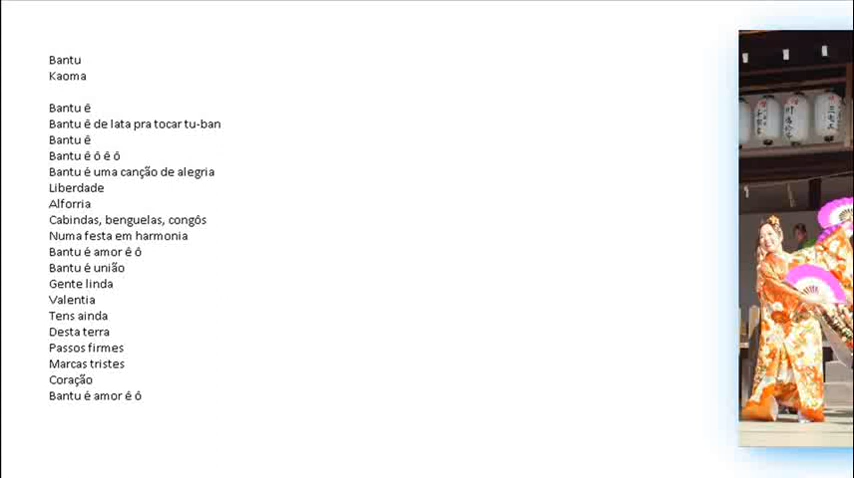 Bantu
Kaoma
Bantu ê
Bantu ê de lata pra tocar tu-ban
Bantu ê
Bantu ê ô ê ô
Bantu é uma canção de alegria
Liberdade
Alforria
Cabindas, benguelas, congôs
Numa festa em harmonia
Bantu é amor ê ô
Bantu é união
Gente linda
Valentia
Tens ainda
Desta terra
Passos firmes
Marcas tristes
Coração
Bantu é amor ê ô